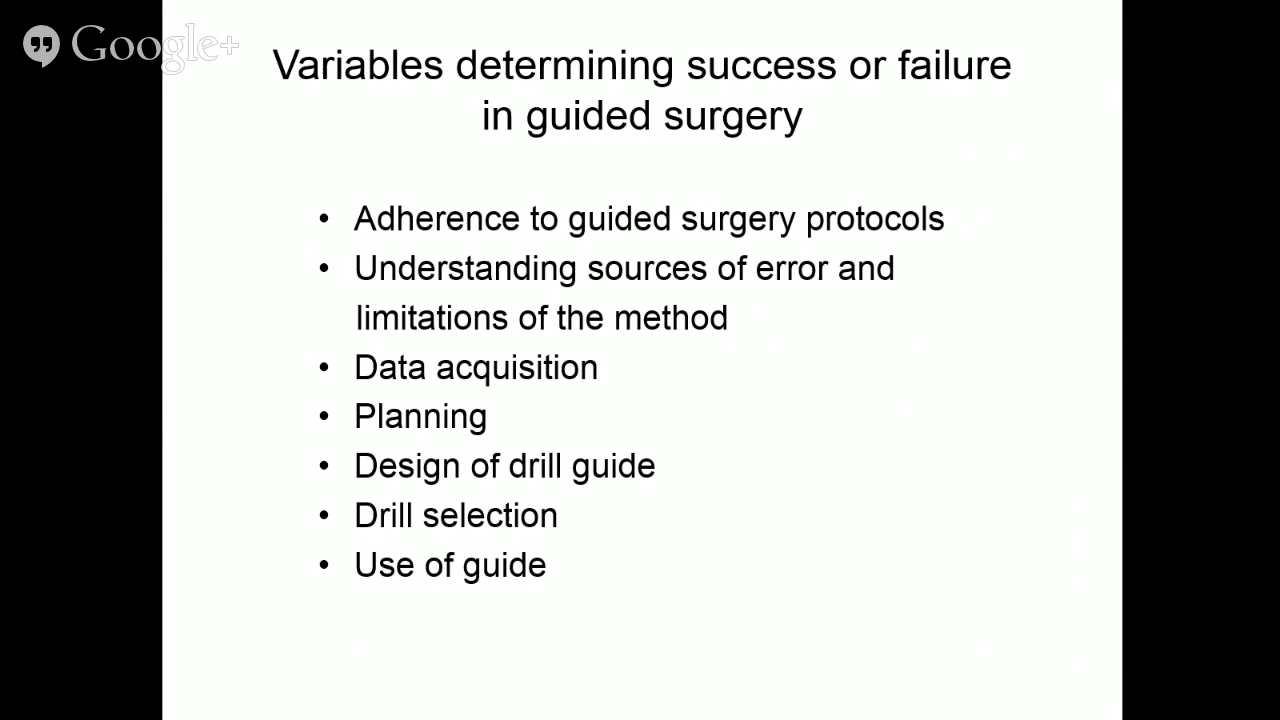 Google+
Variables determining success or failure
in guided surgery
• Adherence to guided surgery protocols
• Understanding sources of error and
limitations of the method
• Data acquisition
• Planning
• Design of drill guide
• Drill selection
• Use of guide